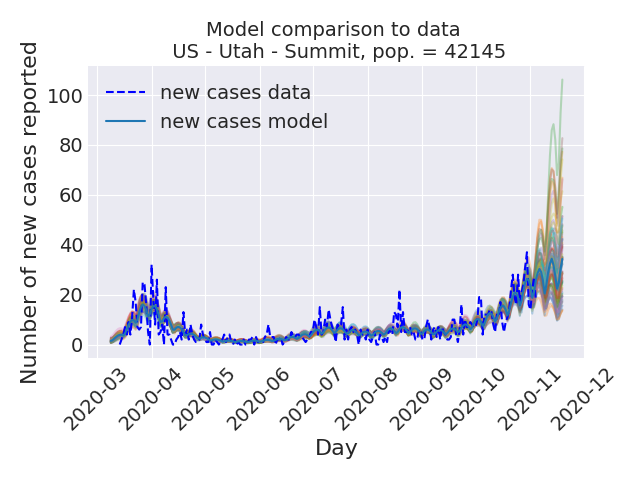 Model comparison to data
US - Utah - Summit, pop. = 42145
Number of new cases reported
100
80
60
40
20
0
new cases data
new cases model
2020-03
2020-04
2020-05
2020-06
2020-07
2020-08
2020-09
2020-10
2020-11
2020-12
Day